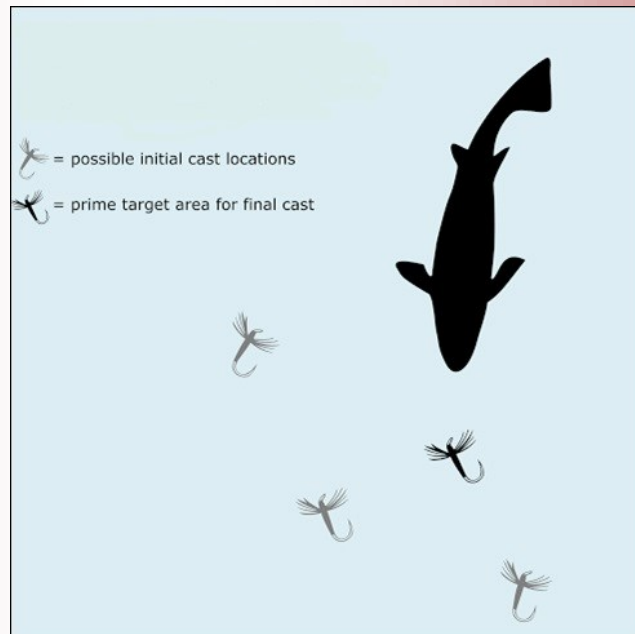 = possible initial cast locations
= prime target area for final cast